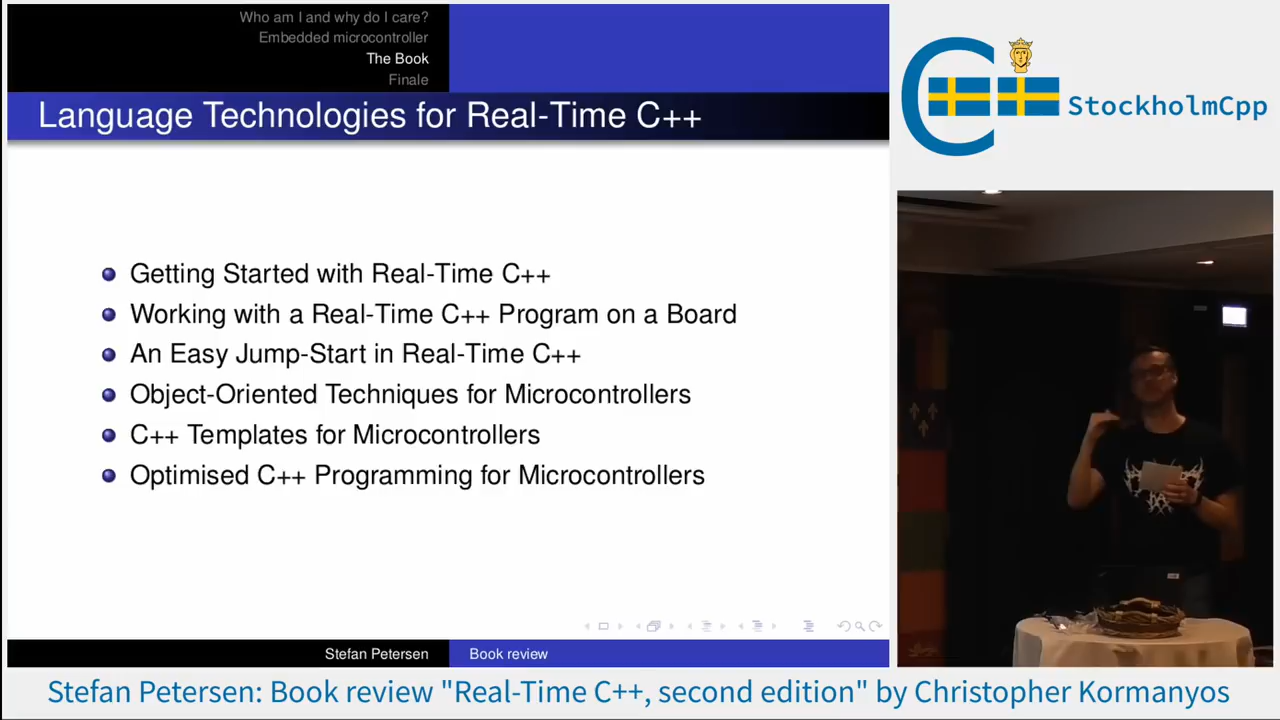 Who am I and why do I care?
Embedded microcontroller
The Book
Finale
Language Technologies for Real-Time C++
Getting Started with Real-Time C++
Working with a Real-Time C++ Program on a Board
An Easy Jump-Start in Real-Time C++
Object-Oriented Techniques for Microcontrollers
C++ Templates for Microcontrollers
Optimised C++ Programming for Microcontrollers
Stefan Petersen
Book review
C++
StockholmCpp
Stefan Petersen: Book review "Real-Time C++, second edition" by Christopher Kormanyos